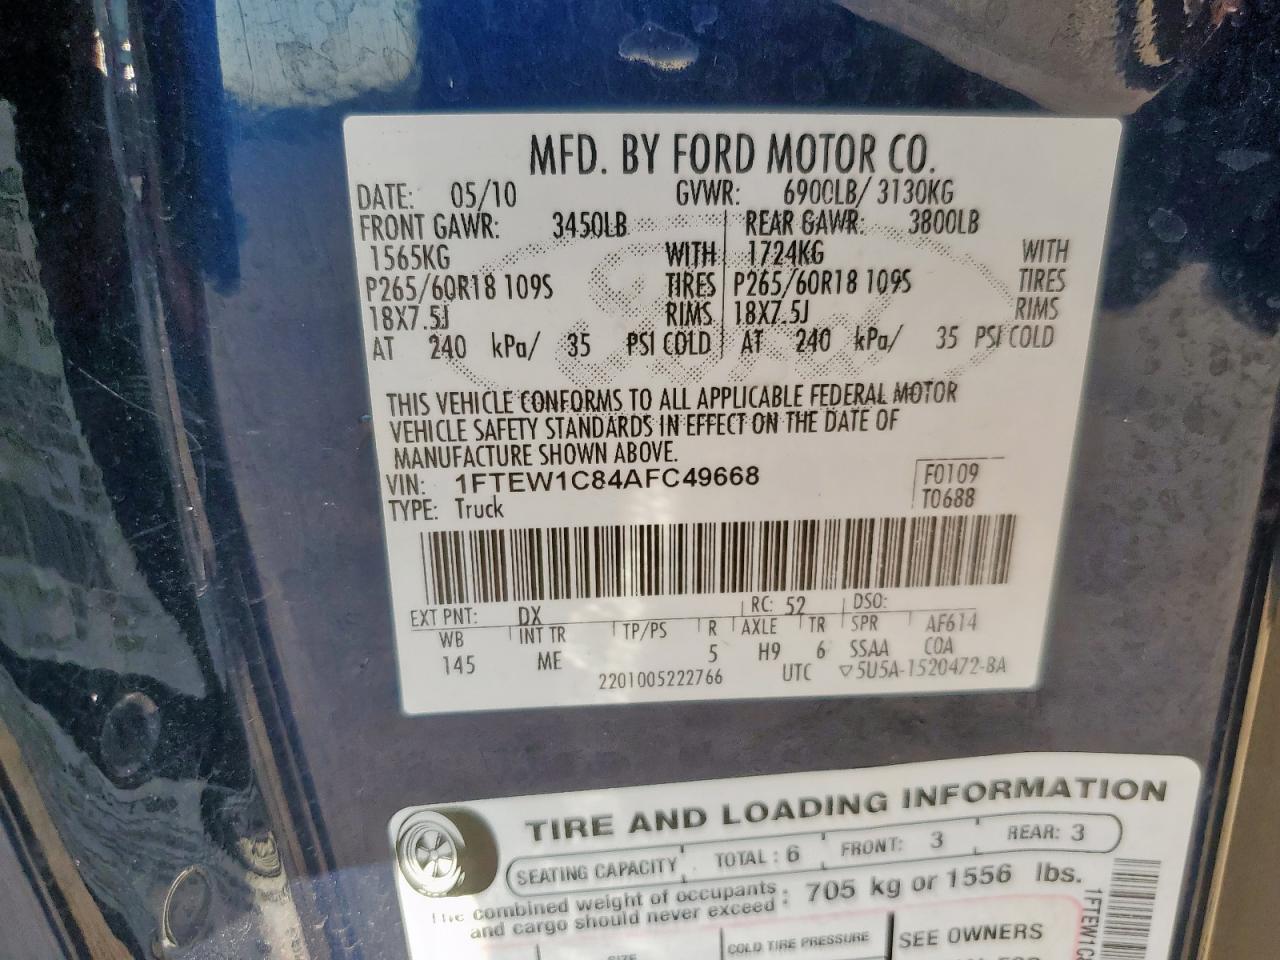 MFD. BY FORD MOTOR CO.
DATE: 05/10 GVWR: 6900LB/ 3130KG
FRONT GAWR: 3450LB REAR GAWR: 3800LB
1565KG WITH 1724KG WITH
P265/60R18 109S TIRES P265/60R18 109S TIRES
18X7.5J RIMS 18X7.5J RIMS
AT 240 kPa/ 35 PSI COLD AT 240 kPa/ 35 PSI COLD
THIS VEHICLE CONFORMS TO ALL APPLICABLE FEDERAL MOTOR
VEHICLE SAFETY STANDARDS IN EFFECT ON THE DATE OF
MANUFACTURE SHOWN ABOVE.
VIN: 1FTEW1C84AFC49668 F0109
TYPE: Truck T0688
EXT PNT: DX RC: 52 DSO:
WB INT TR TP/PS R AXLE TR SPR AF614
145 ME 5 H9 6 SSAA COA
2201005222766 UTC ▽5U5A-1520472-BA
TIRE AND LOADING INFORMATION
SEATING CAPACITY TOTAL : 6 FRONT: 3 REAR: 3
The combined weight of occupants
and cargo should never exceed : 705 kg or 1556 lbs.
SIZE COLD TIRE PRESSURE SEE OWNERS
1FTEW1C